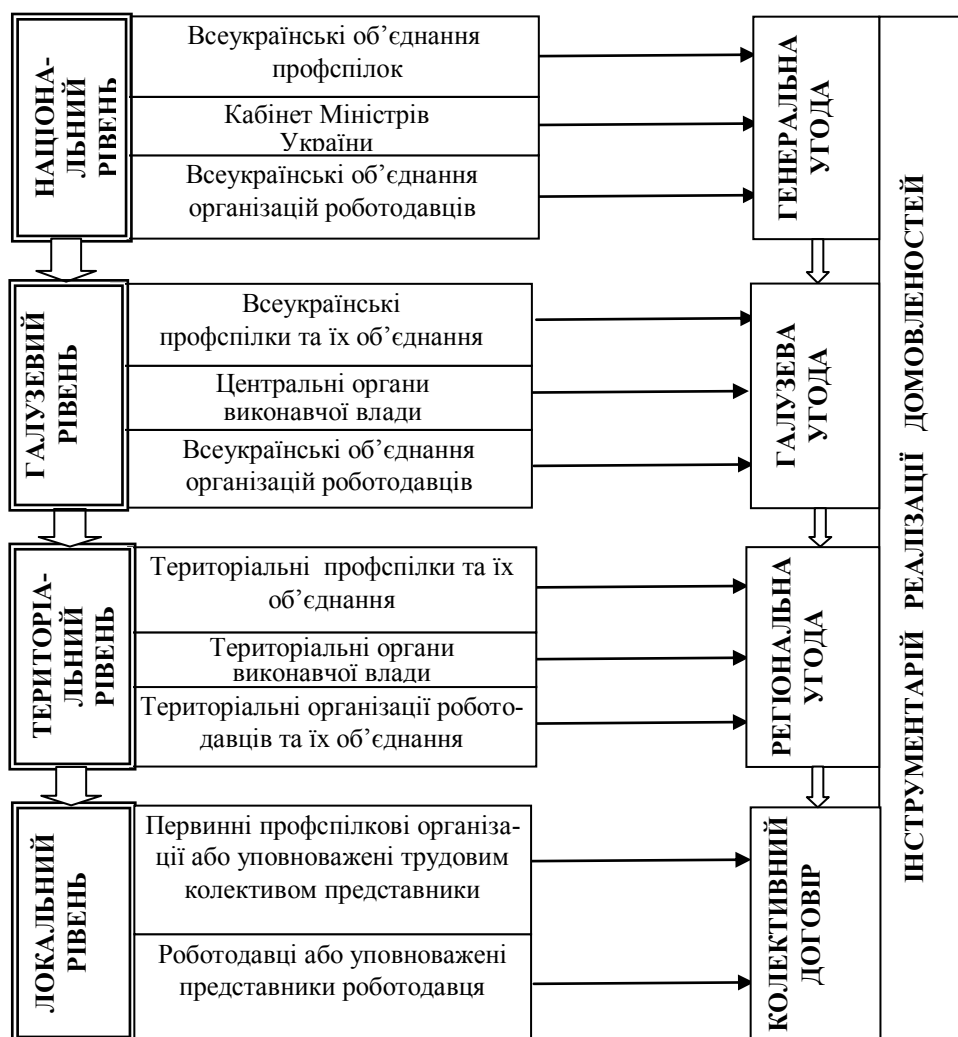 НАЦІОНА-
ЛЬНИЙ
РІВЕНЬ
Всеукраїнські об’єднання
профспілок
Кабінет Міністрів
України
Всеукраїнські об’єднання
організацій роботодавців
ГЕНЕРАЛЬНА
УГОДА
ГАЛУЗЕВИЙ
РІВЕНЬ
Всеукраїнські
профспілки та їх об’єднання
Центральні органи
виконавчої влади
Всеукраїнські об’єднання
організацій роботодавців
ГАЛУЗЕВА
УГОДА
ТЕРИТОРІА-
ЛЬНИЙ
РІВЕНЬ
Територіальні профспілки та їх
об’єднання
Територіальні органи
виконавчої влади
Територіальні організації робото-
давців та їх об’єднання
РЕГІОНАЛЬНА
УГОДА
ЛОКАЛЬНИЙ
РІВЕНЬ
Первинні профспілкові організа-
ції або уповноважені трудовим
колективом представники
Роботодавці або уповноважені
представники роботодавця
КОЛЕКТИВНИЙ
ДОГОВІР
ІНСТРУМЕНТАРІЙ РЕАЛІЗАЦІЇ ДОМОВЛЕНОСТЕЙ